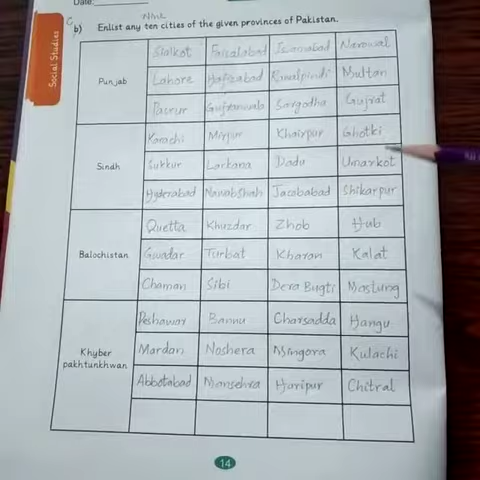 Date:
Nine
c
b) Enlist any ten cities of the given provinces of Pakistan.
Social Studies
Sialkot Faisalabad Islamabad Narowal
Punjab Lahore Hafizabad Rawalpindi Multan
Pasrur Gujranwala Sargodha Gujrat
Karachi Mirpur Khairpur Ghotki
Sindh Sukkur Larkana Dadu Umarkot
Hyderabad NawabShah Jacobabad Shikarpur
Quetta Khuzdar Zhob Hub
Balochistan Gwadar Turbat Kharan Kalat
Chaman Sibi Dera Bugti Mastung
Peshawar Bannu Charsadda Hangu
Khyber pakhtunkhwan Mardan Noshera Mingora Kulachi
Abbotabad Mansehra Haripur Chitral
14